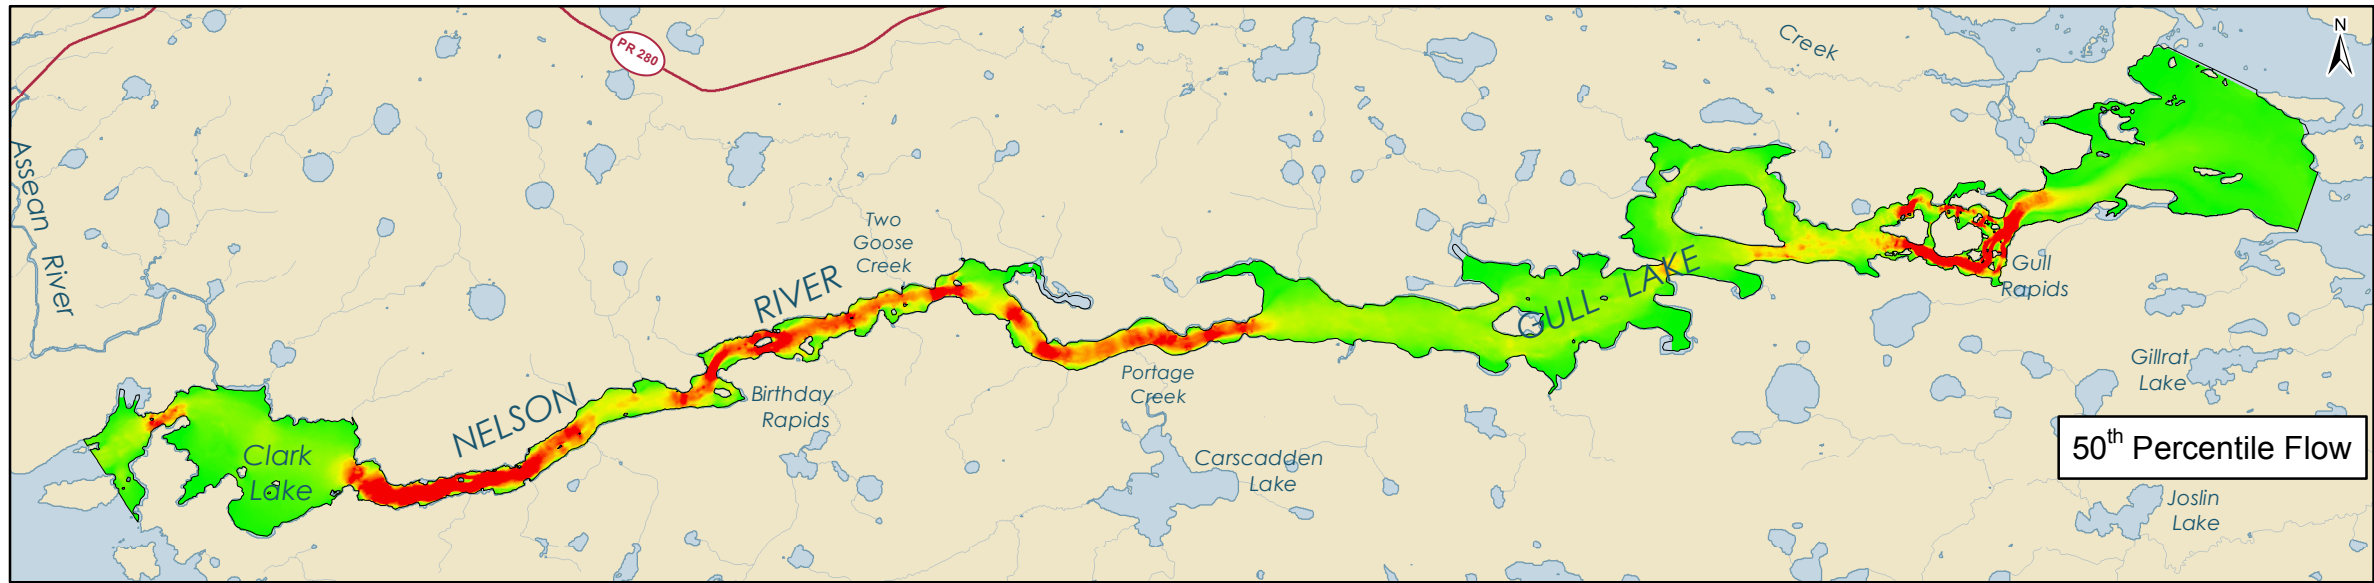 N
Creek
PR 280
Assean
River
Two
Goose
Creek
RIVER
NELSON
Birthday
Rapids
Clark
Lake
Portage
Creek
Carscadden
Lake
GULL LAKE
Gull
Rapids
Gillrat
Lake
50th Percentile Flow
Joslin
Lake